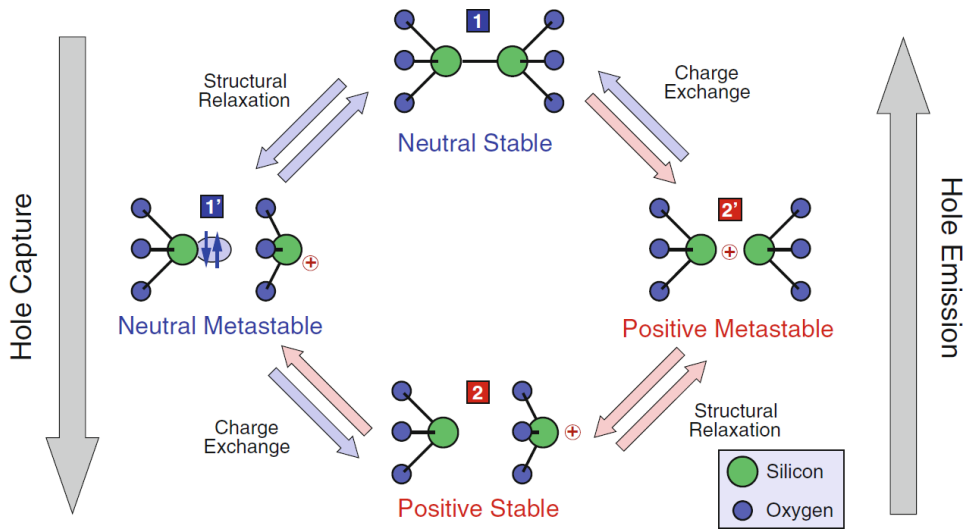 1
Structural
Relaxation
Charge
Exchange
Neutral Stable
Hole Capture
Hole Emission
1'
2'
+
+
Neutral Metastable
Positive Metastable
2
+
Charge
Exchange
Structural
Relaxation
Positive Stable
Silicon
Oxygen